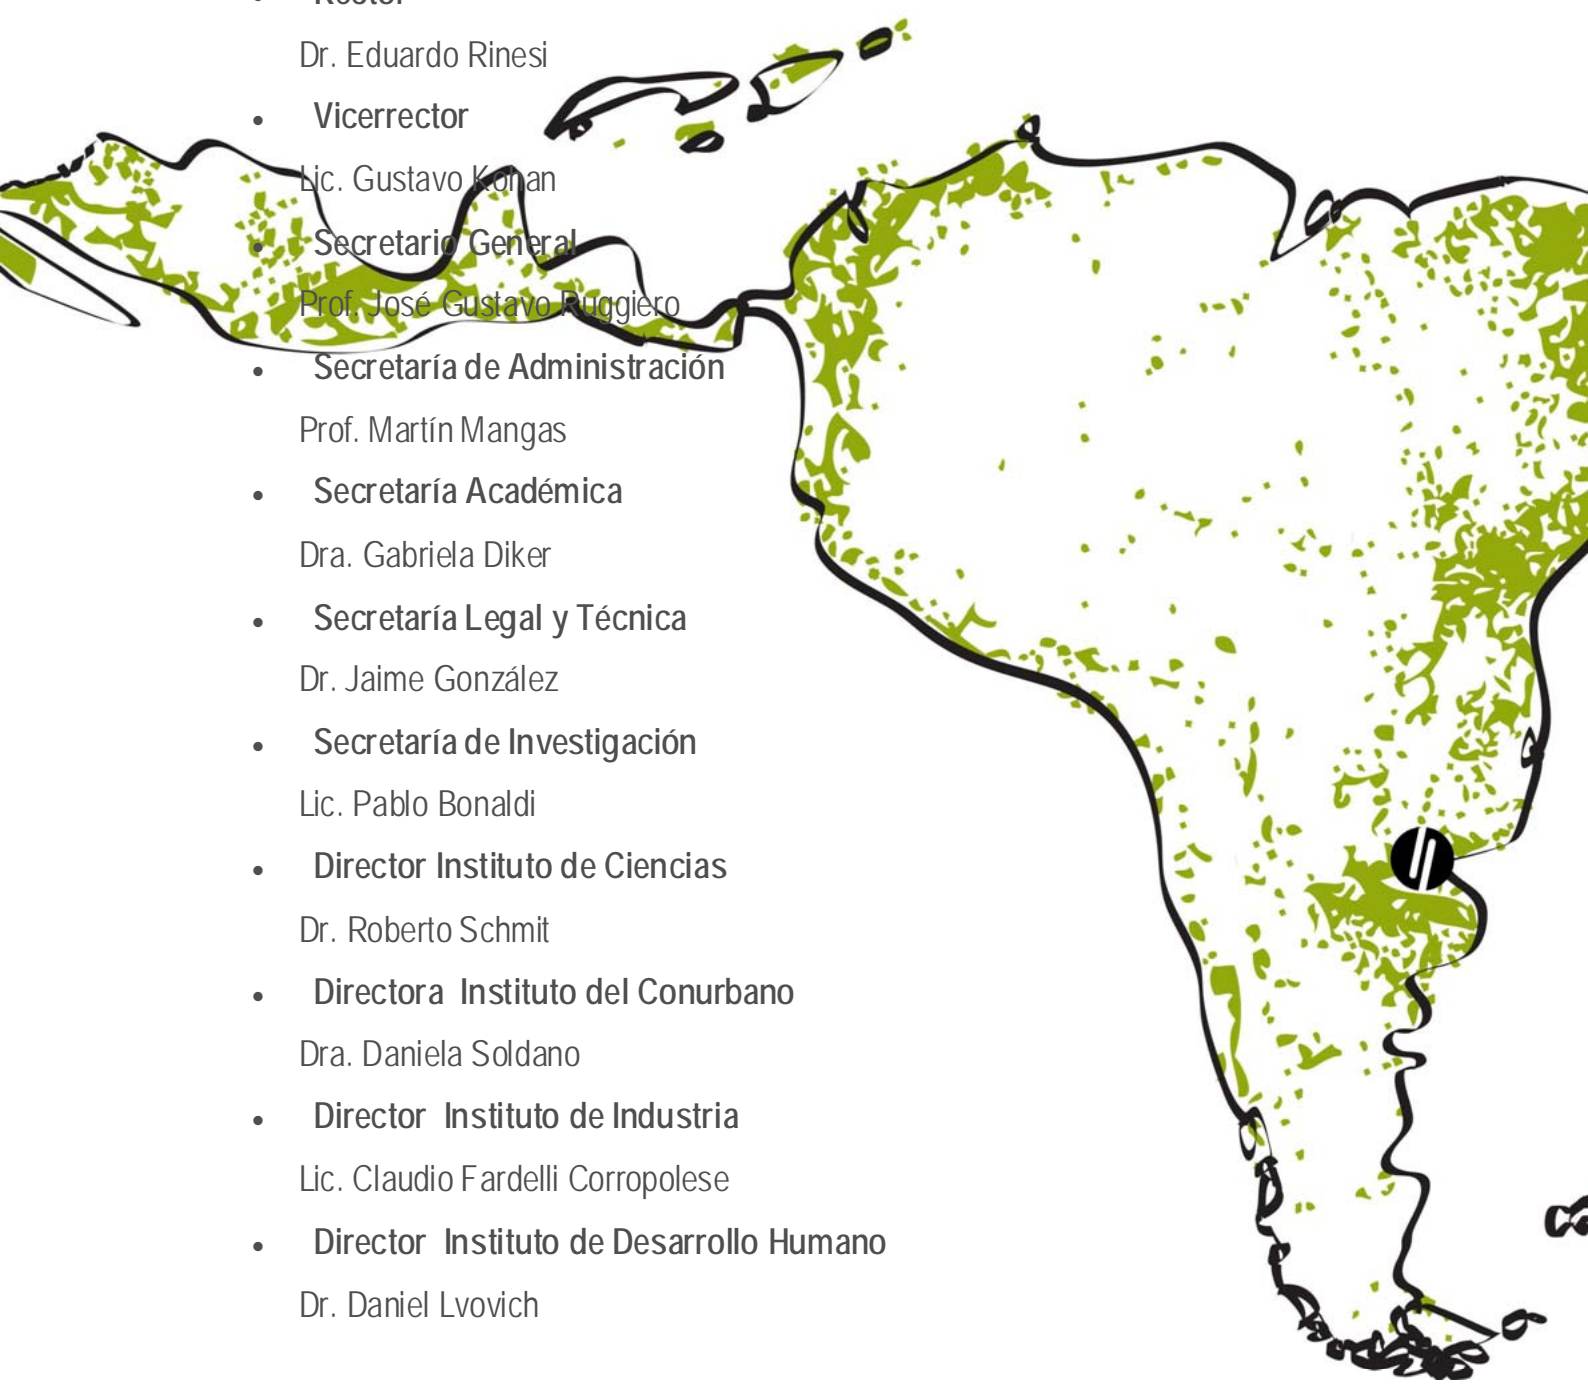 Rector
Dr. Eduardo Rinesi
• Vicerrector
Lic. Gustavo Kohan
• Secretario General
Prof. José Gustavo Ruggiero
• Secretaría de Administración
Prof. Martín Mangas
• Secretaría Académica
Dra. Gabriela Diker
• Secretaría Legal y Técnica
Dr. Jaime González
• Secretaría de Investigación
Lic. Pablo Bonaldi
• Director Instituto de Ciencias
Dr. Roberto Schmit
• Directora Instituto del Conurbano
Dra. Daniela Soldano
• Director Instituto de Industria
Lic. Claudio Fardelli Corropolese
• Director Instituto de Desarrollo Humano
Dr. Daniel Lvovich